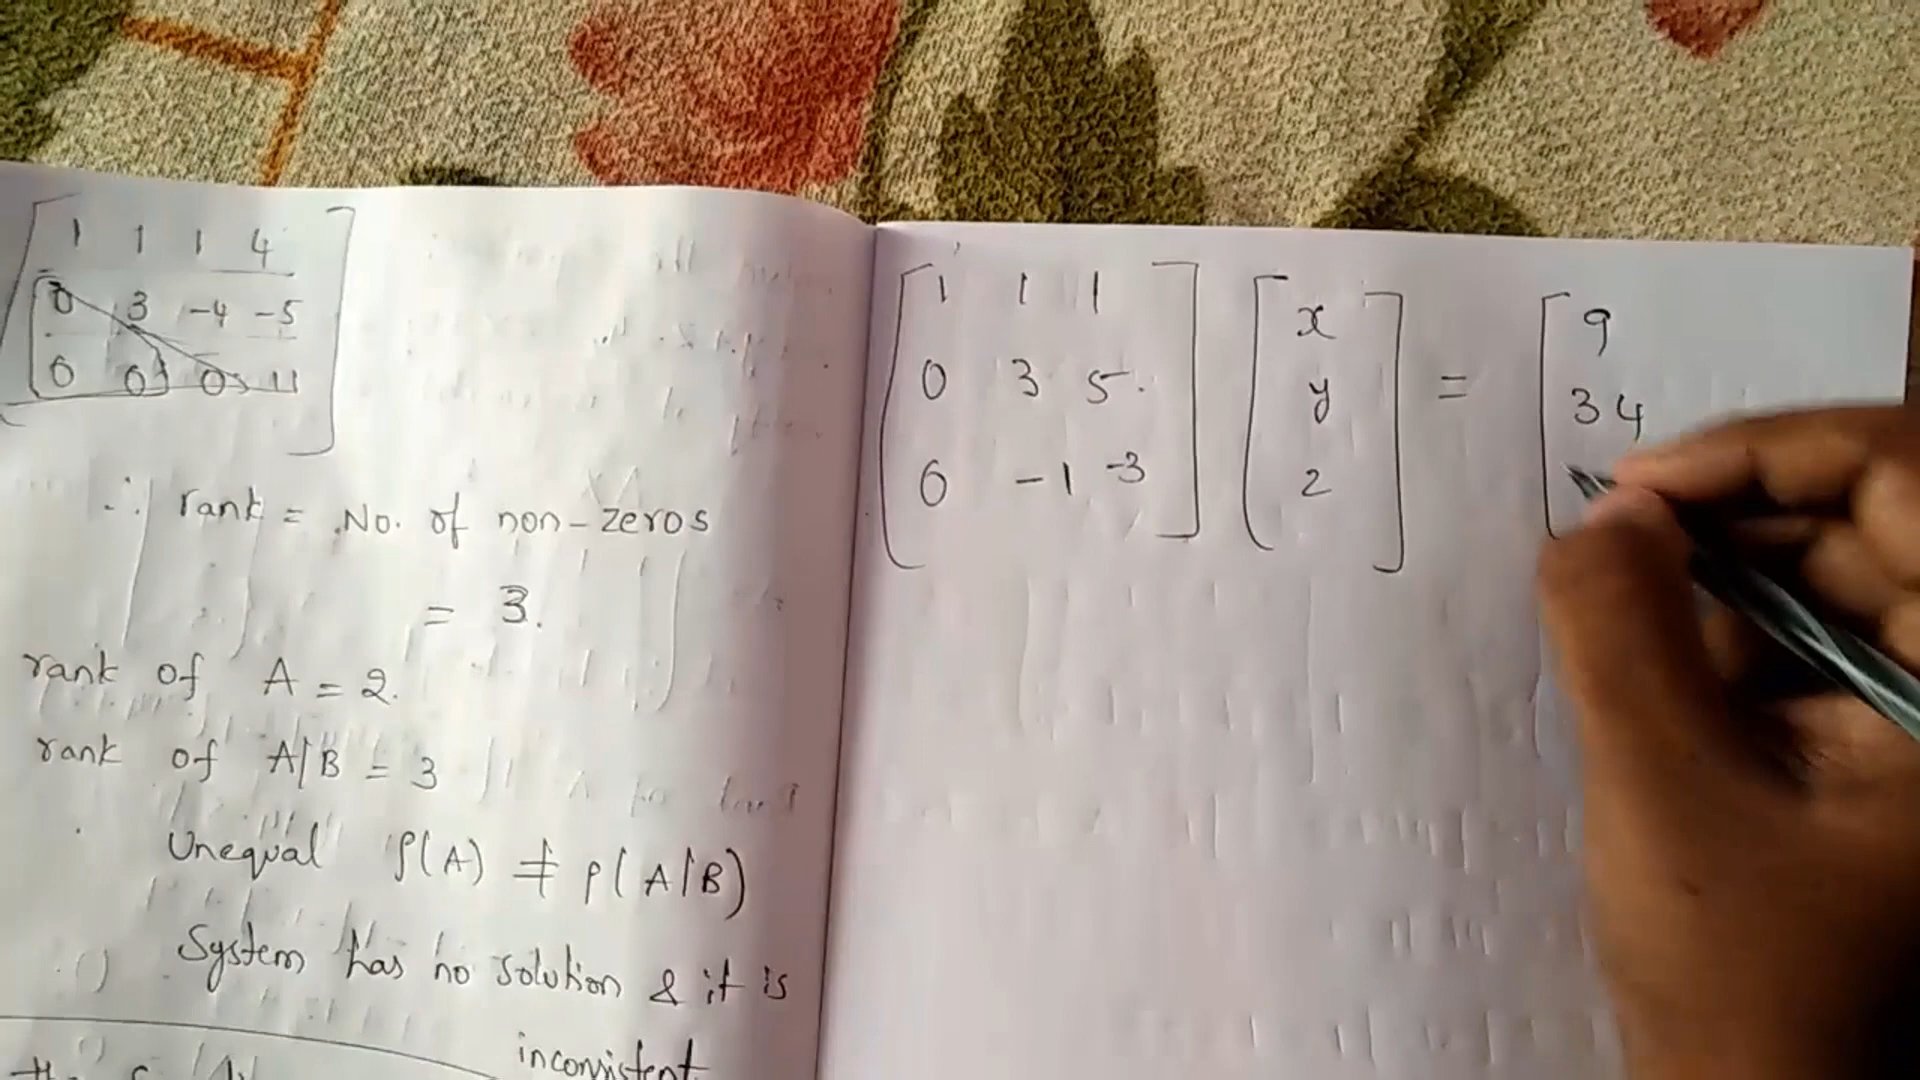 1 1 1 4
0 3 -4 -5
0 0 0 11
∴ rank = No. of non-zeros
= 3.
rank of A = 2.
rank of A/B = 3
Unequal ρ(A) ≠ ρ(A/B)
System has no solution & it is
inconsistent.
1 1 1 x 9
0 3 5 y = 34
0 -1 -3 z